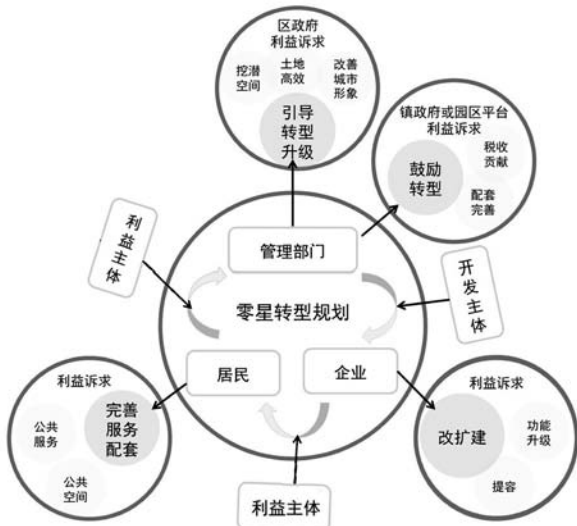 区政府
利益诉求
挖潜
空间
土地
高效
改善
城市
形象
引导
转型
升级
镇政府或园区平台
利益诉求
鼓励
转型
税收
贡献
配套
完善
利益主体
管理部门
开发主体
零星转型规划
居民
企业
利益诉求
公共
服务
完善
服务
配套
公共
空间
利益诉求
改扩建
功能
升级
提容
利益主体